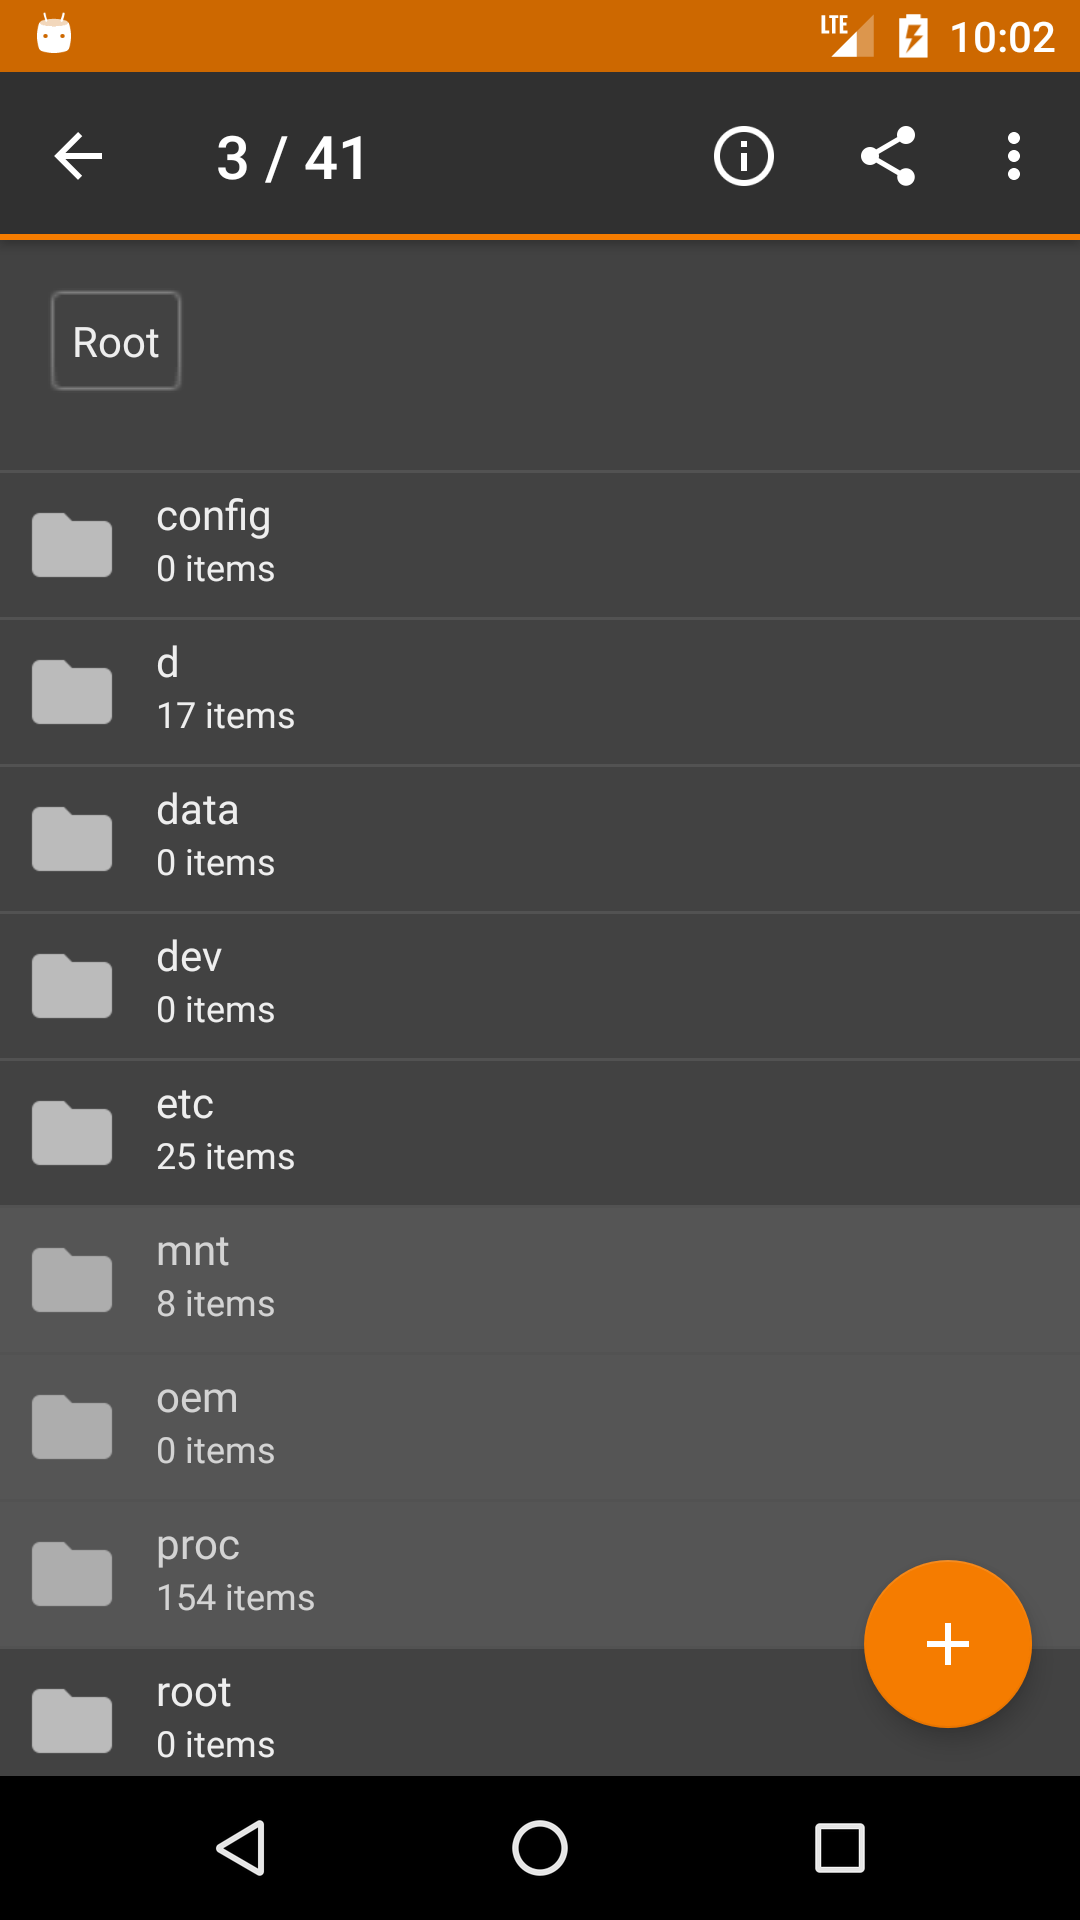 LTE 10:02
3 / 41
Root
config
0 items
d
17 items
data
0 items
dev
0 items
etc
25 items
mnt
8 items
oem
0 items
proc
154 items
root
0 items